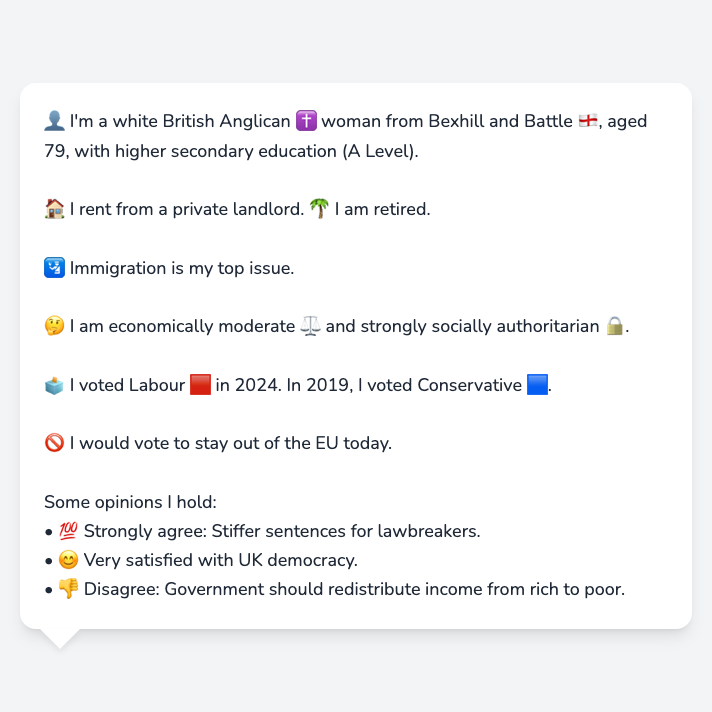 👤 I'm a white British Anglican ✝️ woman from Bexhill and Battle 🏴󠁧󠁢󠁥󠁮󠁧󠁿, aged
79, with higher secondary education (A Level).
🏠 I rent from a private landlord. 🌴 I am retired.
🛂 Immigration is my top issue.
🤔 I am economically moderate ⚖️ and strongly socially authoritarian 🔒.
🗳️ I voted Labour 🟥 in 2024. In 2019, I voted Conservative 🟦.
🚫 I would vote to stay out of the EU today.
Some opinions I hold:
• 💯 Strongly agree: Stiffer sentences for lawbreakers.
• 😊 Very satisfied with UK democracy.
• 👎 Disagree: Government should redistribute income from rich to poor.